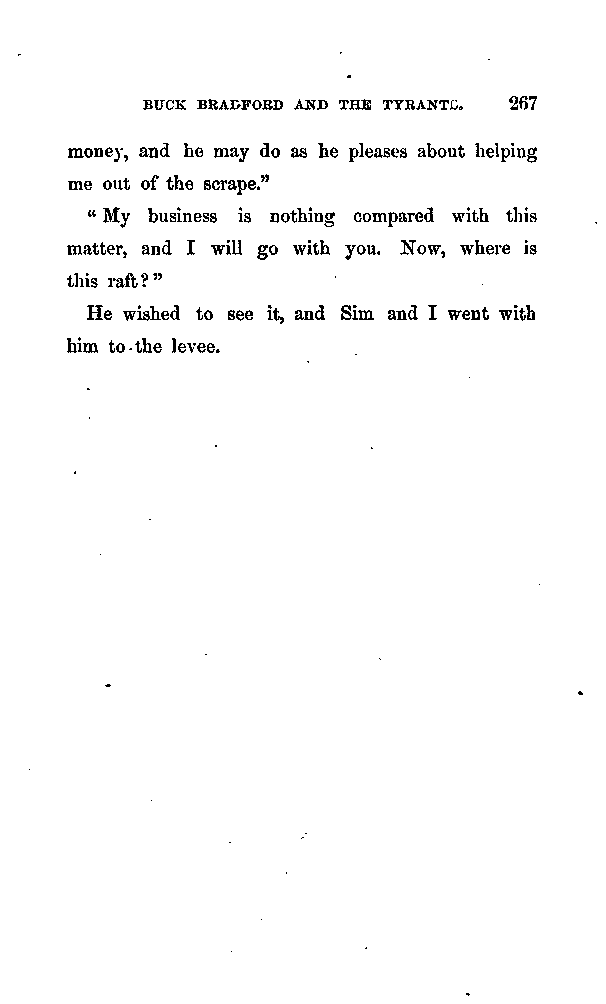 BUCK BRADFORD AND THE TYRANTS. 267
money, and he may do as he pleases about helping
me out of the scrape."
"My business is nothing compared with this
matter, and I will go with you. Now, where is
this raft?"
He wished to see it, and Sim and I went with
him to the levee.